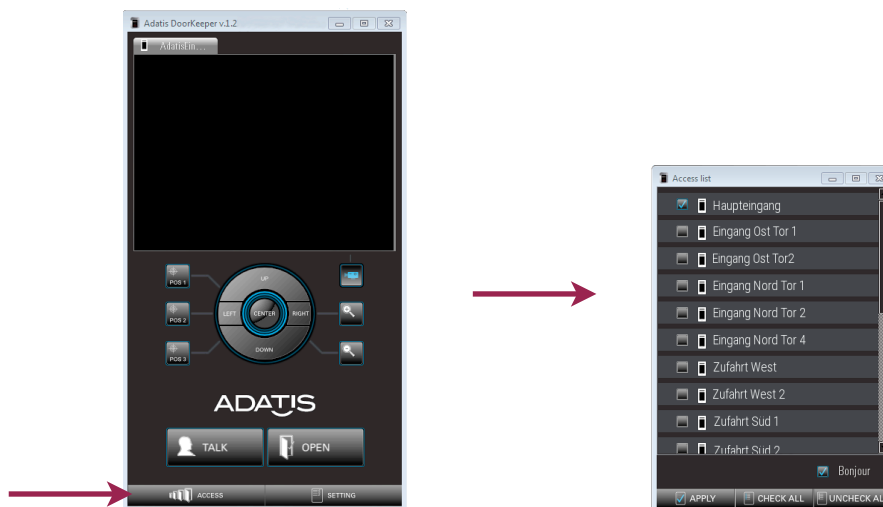 Adatis DoorKeeper v.1.2
AdatisEin...
POS 1
UP
POS 2
LEFT
CENTER
RIGHT
DOWN
POS 3
ADATIS
TALK
OPEN
ACCESS
SETTING
Access list
Haupteingang
Eingang Ost Tor 1
Eingang Ost Tor2
Eingang Nord Tor 1
Eingang Nord Tor 2
Eingang Nord Tor 4
Zufahrt West
Zufahrt West 2
Zufahrt Süd 1
Zufahrt Süd 2
Bonjour
APPLY
CHECK ALL
UNCHECK AL